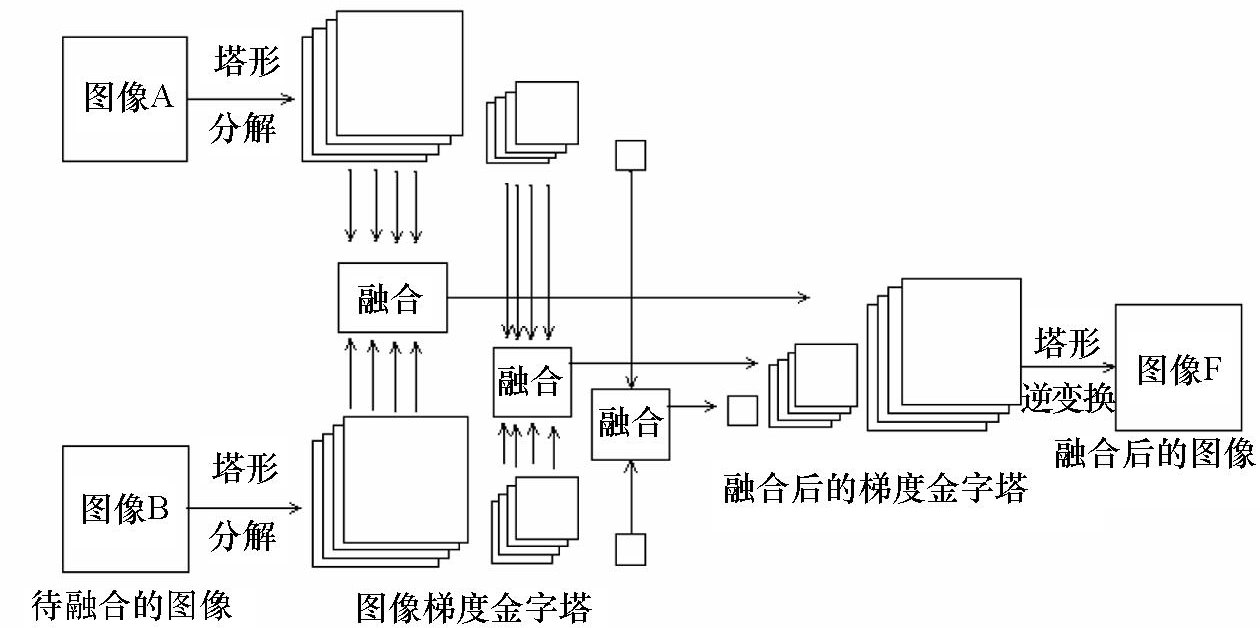 图像A
塔形
分解
融合
融合
融合
塔形
逆变换
图像F
融合后的图像
融合后的梯度金字塔
图像B
塔形
分解
待融合的图像
图像梯度金字塔